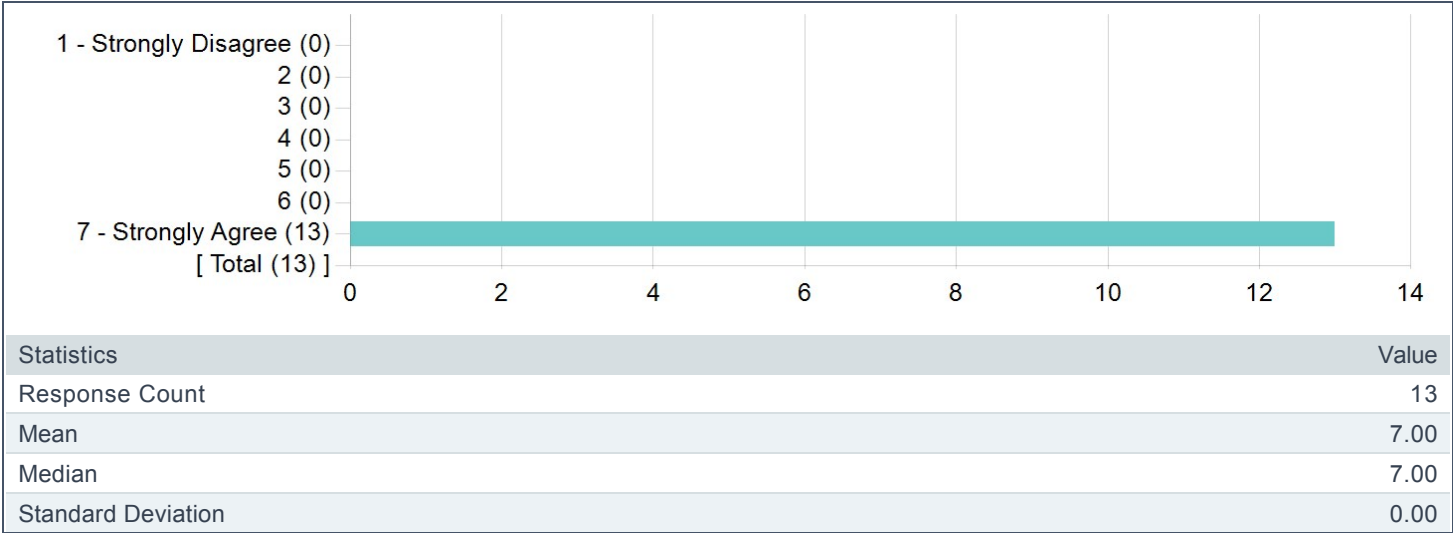 1 - Strongly Disagree (0)
2 (0)
3 (0)
4 (0)
5 (0)
6 (0)
7 - Strongly Agree (13)
[ Total (13) ]
0 2 4 6 8 10 12 14
Statistics Value
Response Count 13
Mean 7.00
Median 7.00
Standard Deviation 0.00